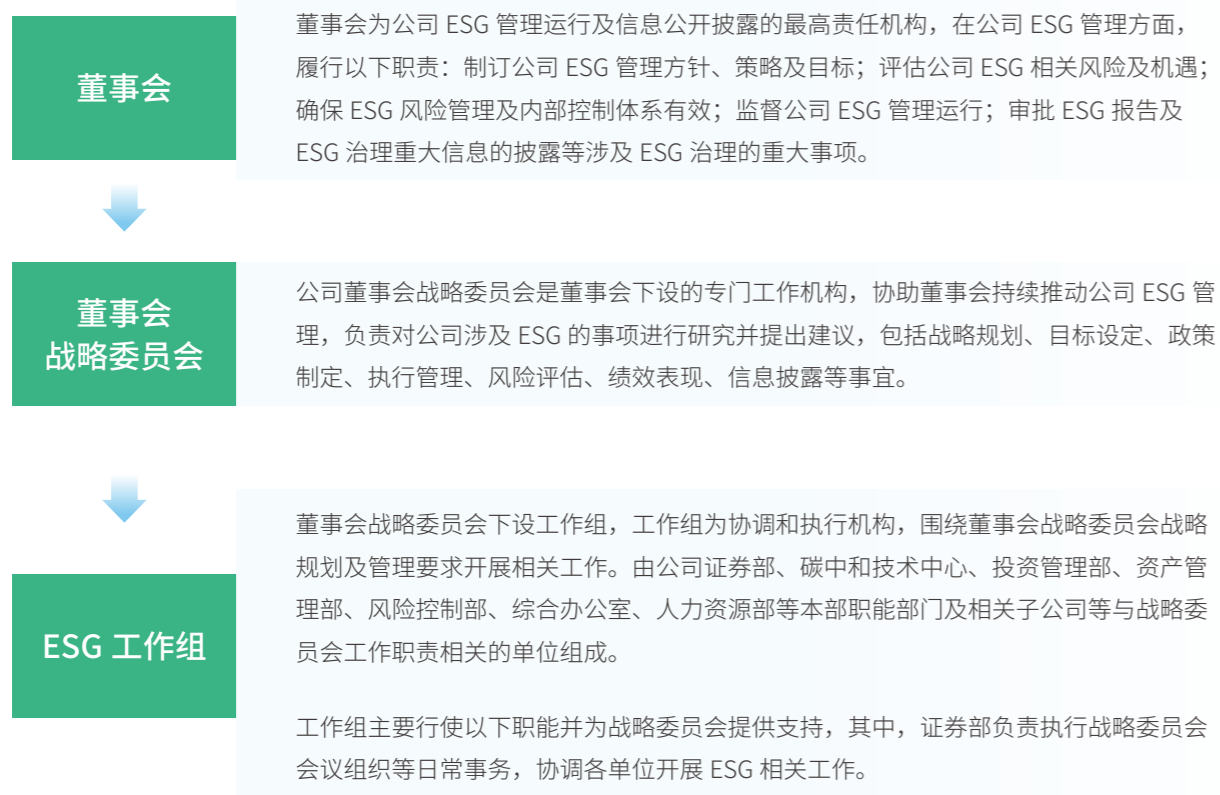 董事会
董事会为公司 ESG 管理运行及信息公开披露的最高责任机构，在公司 ESG 管理方面，
履行以下职责：制订公司 ESG 管理方针、策略及目标；评估公司 ESG 相关风险及机遇；
确保 ESG 风险管理及内部控制体系有效；监督公司 ESG 管理运行；审批 ESG 报告及
ESG 治理重大信息的披露等涉及 ESG 治理的重大事项。
董事会
战略委员会
公司董事会战略委员会是董事会下设的专门工作机构，协助董事会持续推动公司 ESG 管
理，负责对公司涉及 ESG 的事项进行研究并提出建议，包括战略规划、目标设定、政策
制定、执行管理、风险评估、绩效表现、信息披露等事宜。
ESG 工作组
董事会战略委员会下设工作组，工作组为协调和执行机构，围绕董事会战略委员会战略
规划及管理要求开展相关工作。由公司证券部、碳中和技术中心、投资管理部、资产管
理部、风险控制部、综合办公室、人力资源部等本部职能部门及相关子公司等与战略委
员会工作职责相关的单位组成。
工作组主要行使以下职能并为战略委员会提供支持，其中，证券部负责执行战略委员会
会议组织等日常事务，协调各单位开展 ESG 相关工作。